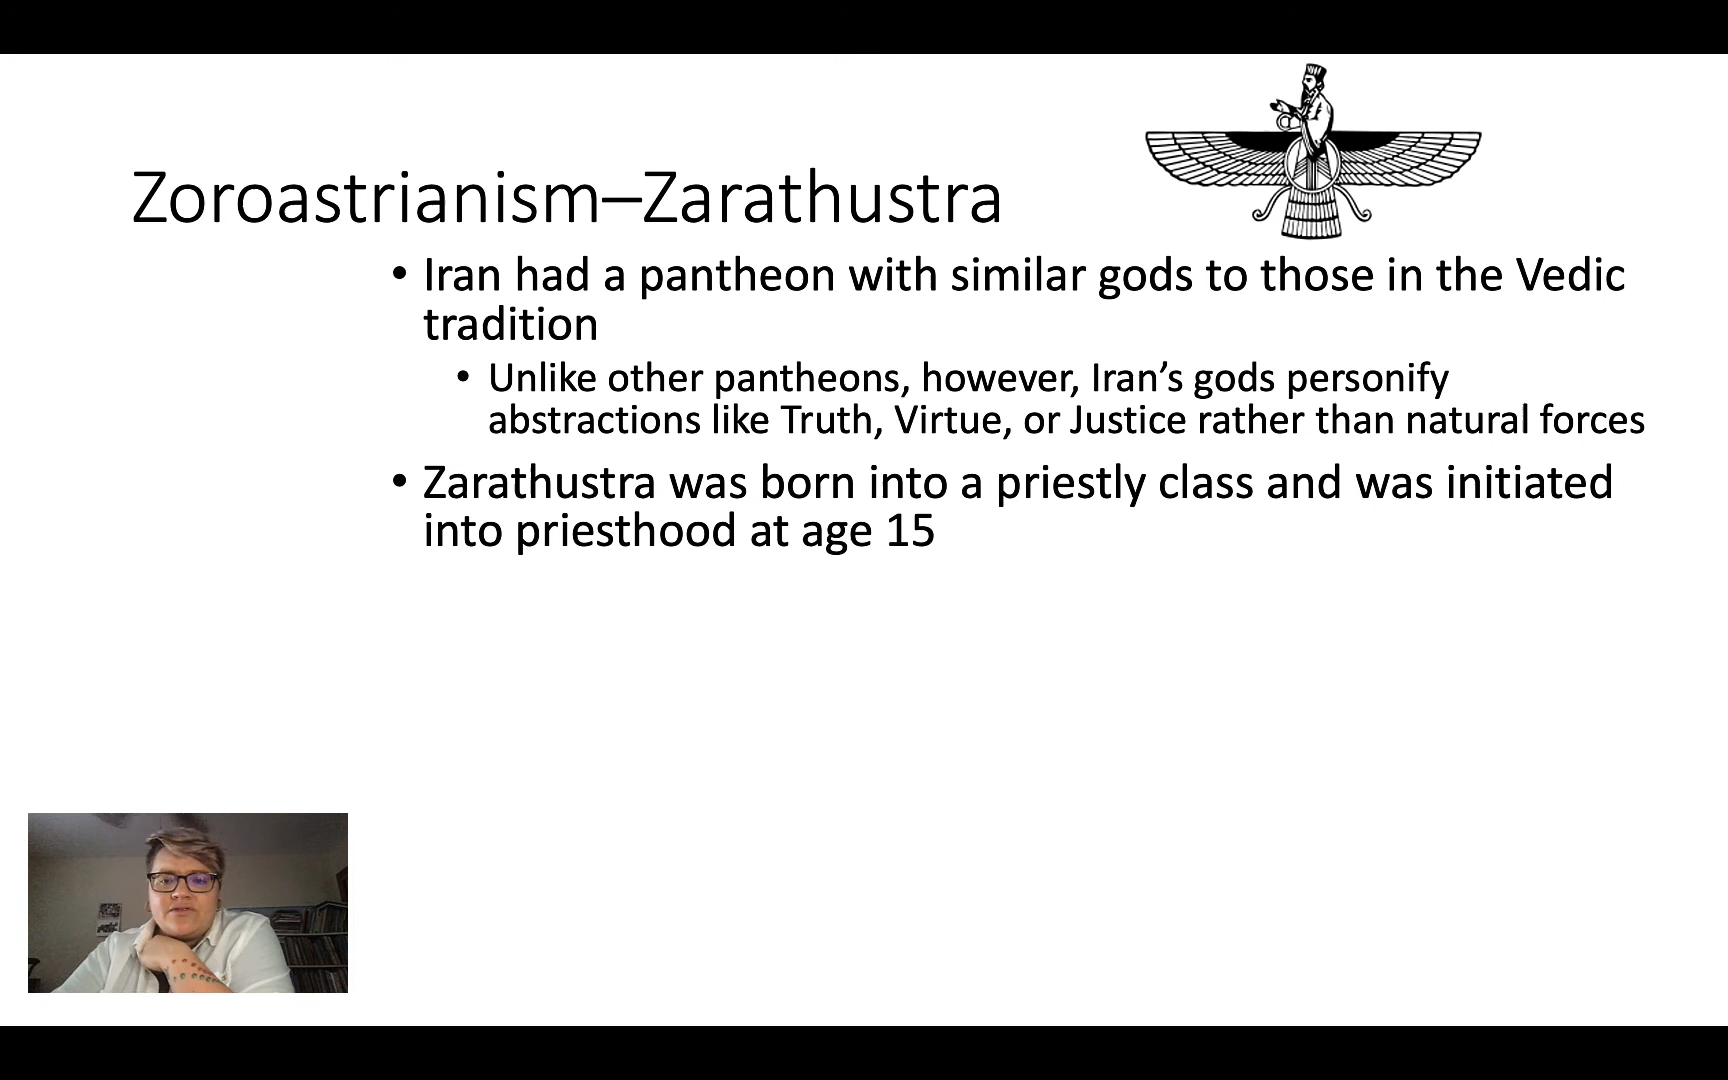 Zoroastrianism–Zarathustra
• Iran had a pantheon with similar gods to those in the Vedic
tradition
• Unlike other pantheons, however, Iran’s gods personify
abstractions like Truth, Virtue, or Justice rather than natural forces
• Zarathustra was born into a priestly class and was initiated
into priesthood at age 15